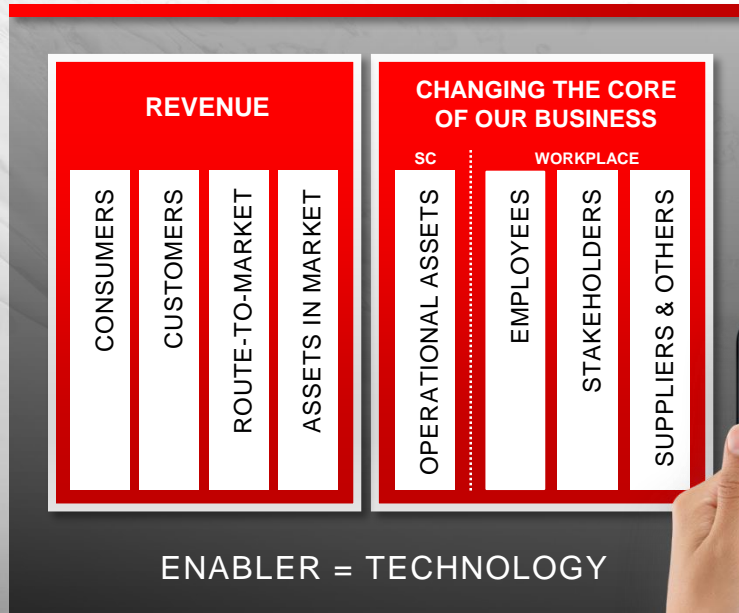 REVENUE
CONSUMERS
CUSTOMERS
ROUTE-TO-MARKET
ASSETS IN MARKET
CHANGING THE CORE
OF OUR BUSINESS
SC
WORKPLACE
OPERATIONAL ASSETS
EMPLOYEES
STAKEHOLDERS
SUPPLIERS & OTHERS
ENABLER = TECHNOLOGY